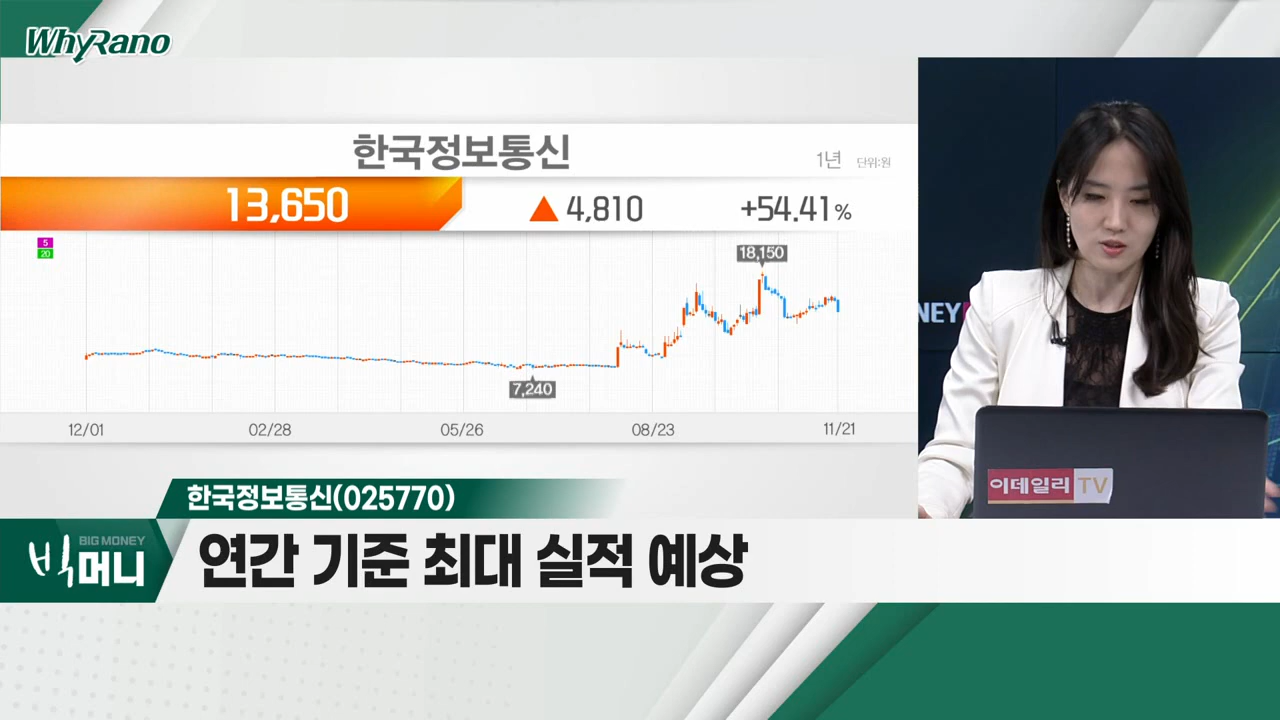 WhyRano
한국정보통신
1년 단위:원
13,650 ▲ 4,810 +54.41%
5
20
18,150
7,240
12/01 02/28 05/26 08/23 11/21
NEY
이데일리 TV
한국정보통신(025770)
BIG MONEY
빅머니
연간 기준 최대 실적 예상